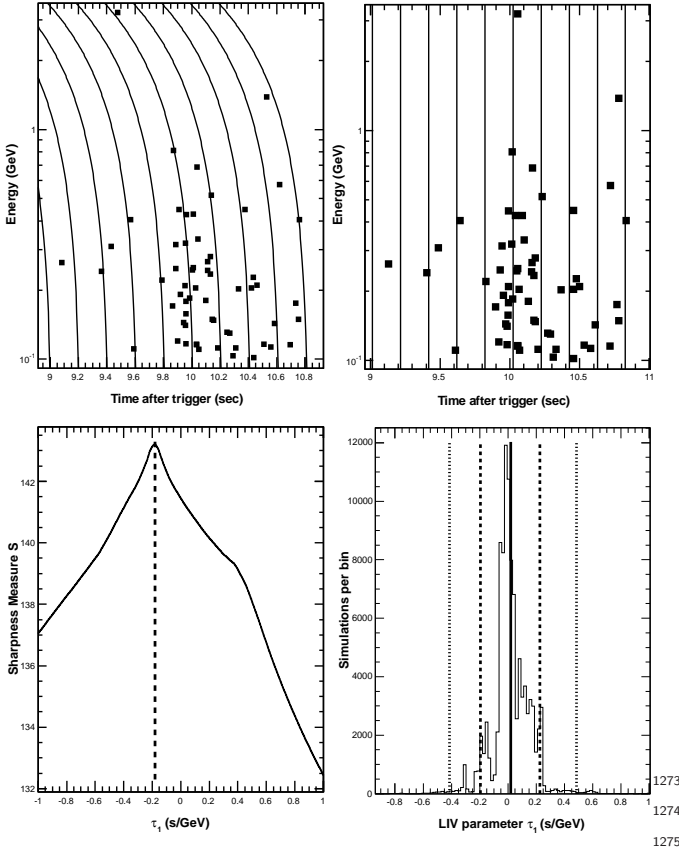 Energy (GeV)
1
10-1
9 9.2 9.4 9.6 9.8 10 10.2 10.4 10.6 10.8
Time after trigger (sec)
Energy (GeV)
1
10-1
9 9.5 10 10.5 11
Time after trigger (sec)
Sharpness Measure S
142
140
138
136
134
132
-1 -0.8 -0.6 -0.4 -0.2 0 0.2 0.4 0.6 0.8 1
τ1 (s/GeV)
Simulations per bin
12000
10000
8000
6000
4000
2000
0
-0.8 -0.6 -0.4 -0.2 0 0.2 0.4 0.6 0.8 1
LIV parameter τ1 (s/GeV)
1273
1274
1275